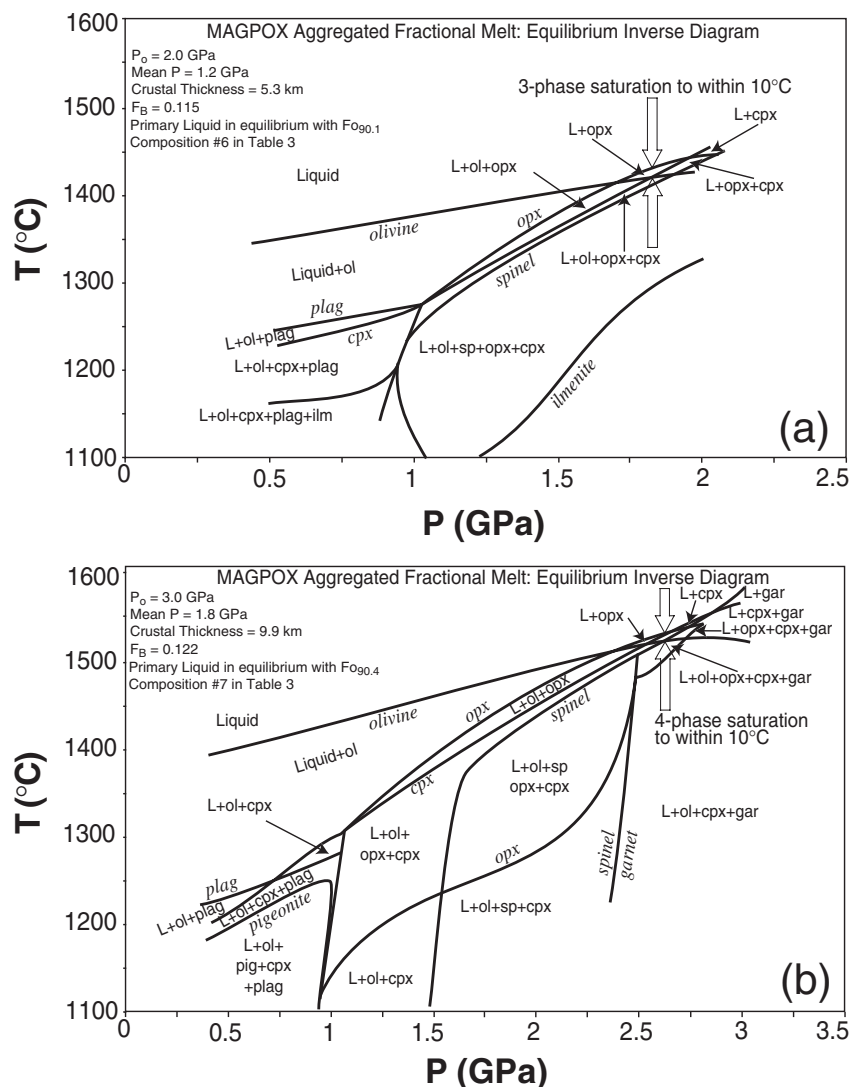 MAGPOX Aggregated Fractional Melt: Equilibrium Inverse Diagram
Pₒ = 2.0 GPa
Mean P = 1.2 GPa
Crustal Thickness = 5.3 km
F_B = 0.115
Primary Liquid in equilibrium with Fo₉₀.₁
Composition #6 in Table 3
3-phase saturation to within 10°C
L+cpx
L+opx
L+ol+opx
L+opx+cpx
Liquid
olivine
opx
L+ol+opx+cpx
Liquid+ol
spinel
plag
L+ol+plag
cpx
L+ol+cpx+plag
L+ol+sp+opx+cpx
ilmenite
L+ol+cpx+plag+ilm
(a)
1600
1500
1400
1300
1200
1100
T (°C)
0
0.5
1
1.5
2
2.5
P (GPa)
MAGPOX Aggregated Fractional Melt: Equilibrium Inverse Diagram
Pₒ = 3.0 GPa
Mean P = 1.8 GPa
Crustal Thickness = 9.9 km
F_B = 0.122
Primary Liquid in equilibrium with Fo₉₀.₄
Composition #7 in Table 3
L+gar
L+cpx
L+cpx+gar
L+opx
L+opx+cpx+gar
L+ol+opx+cpx+gar
4-phase saturation
to within 10°C
Liquid
olivine
opx
L+ol+opx
spinel
Liquid+ol
cpx
L+ol+sp
opx+cpx
L+ol+cpx
L+ol+
opx+cpx
opx
spinel
garnet
L+ol+cpx+gar
plag
L+ol+plag
L+ol+cpx+plag
pigeonite
L+ol+sp+cpx
L+ol+
pig+cpx
+plag
L+ol+cpx
(b)
1600
1500
1400
1300
1200
1100
T (°C)
0
0.5
1
1.5
2
2.5
3
3.5
P (GPa)